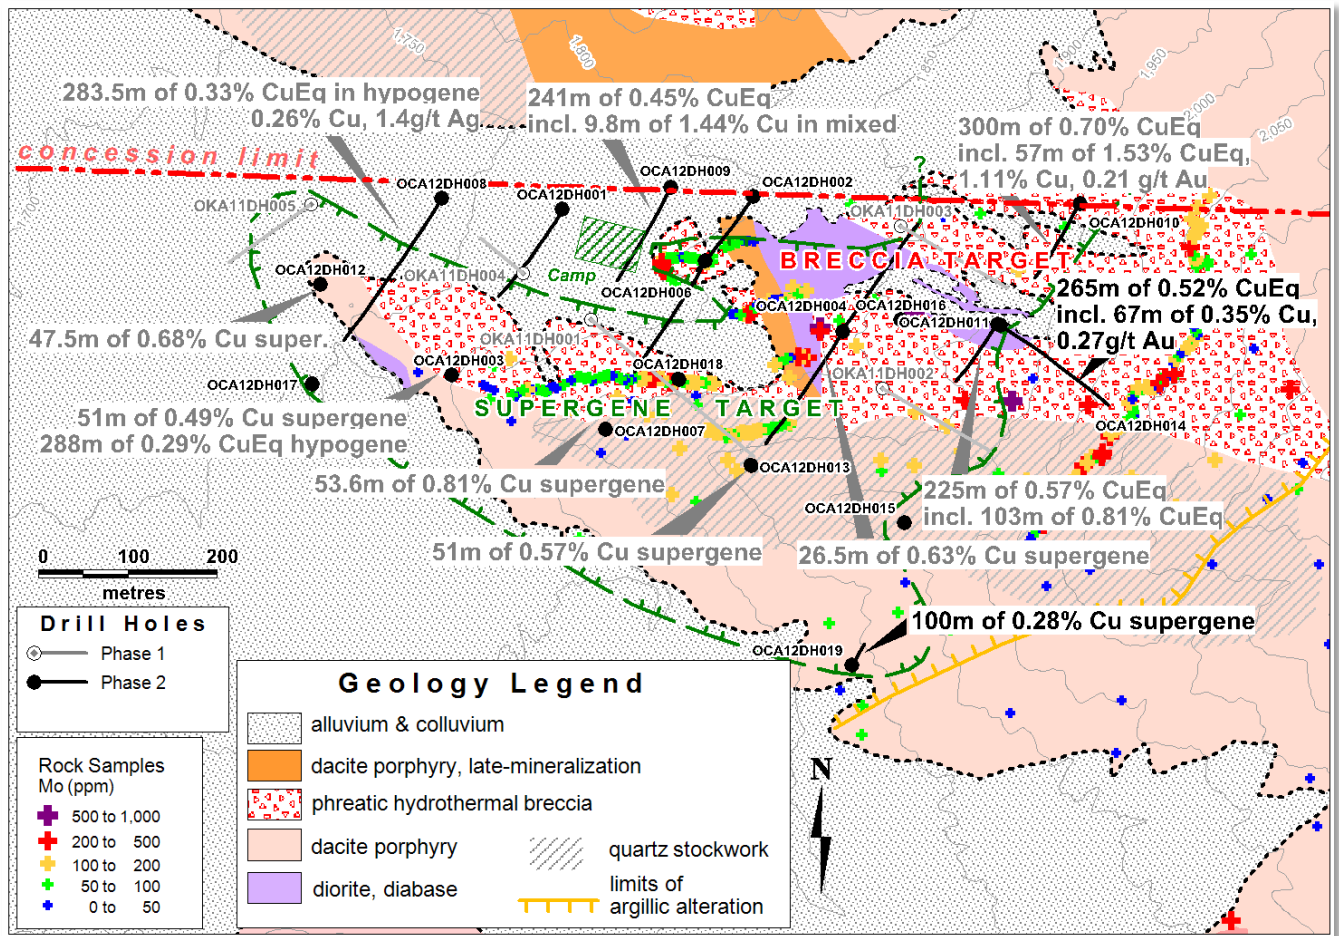 1,750
1,800
1,850
1,900
1,950
2,000
2,050
283.5m of 0.33% CuEq in hypogene
0.26% Cu, 1.4g/t Ag
241m of 0.45% CuEq
incl. 9.8m of 1.44% Cu in mixed
300m of 0.70% CuEq
incl. 57m of 1.53% CuEq,
1.11% Cu, 0.21 g/t Au
concession limit
1,700
?
OCA12DH008
OCA12DH001
OCA12DH009
OCA12DH002
OKA11DH005
OKA11DH003
OCA12DH010
OCA12DH012
OKA11DH004
Camp
BRECCIA TARGET
OCA12DH006
OCA12DH004
OCA12DH016
OCA12DH011
265m of 0.52% CuEq
incl. 67m of 0.35% Cu,
0.27g/t Au
47.5m of 0.68% Cu super.
OKA11DH001
OCA12DH003
OCA12DH018
OKA11DH002
OCA12DH017
SUPERGENE TARGET
51m of 0.49% Cu supergene
288m of 0.29% CuEq hypogene
OCA12DH007
OCA12DH014
OCA12DH013
53.6m of 0.81% Cu supergene
225m of 0.57% CuEq
incl. 103m of 0.81% CuEq
OCA12DH015
51m of 0.57% Cu supergene
26.5m of 0.63% Cu supergene
0 100 200
metres
100m of 0.28% Cu supergene
OCA12DH019
Drill Holes
Phase 1
Phase 2
Geology Legend
alluvium & colluvium
dacite porphyry, late-mineralization
phreatic hydrothermal breccia
dacite porphyry
diorite, diabase
quartz stockwork
limits of
argillic alteration
N
Rock Samples
Mo (ppm)
500 to 1,000
200 to 500
100 to 200
50 to 100
0 to 50